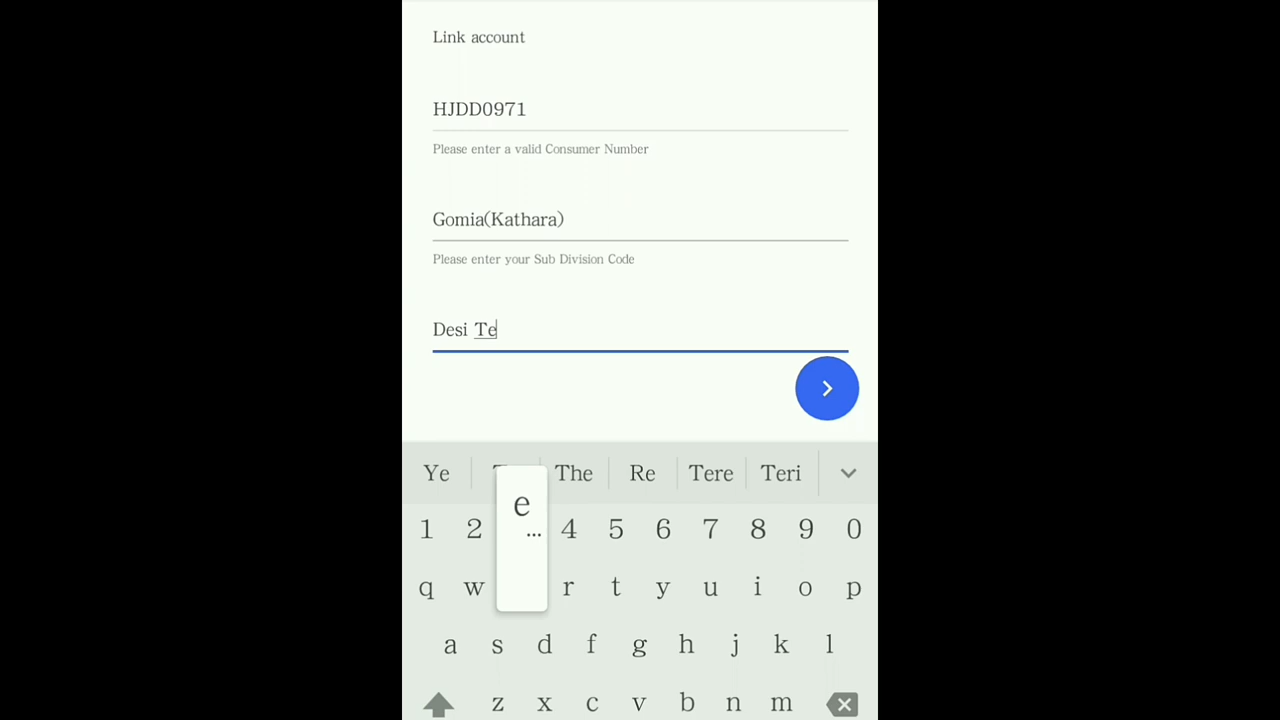 Link account
HJDD0971
Please enter a valid Consumer Number
Gomia(Kathara)
Please enter your Sub Division Code
Desi Te
Ye The Re Tere Teri
e
...
1 2 4 5 6 7 8 9 0
q w r t y u i o p
a s d f g h j k l
z x c v b n m